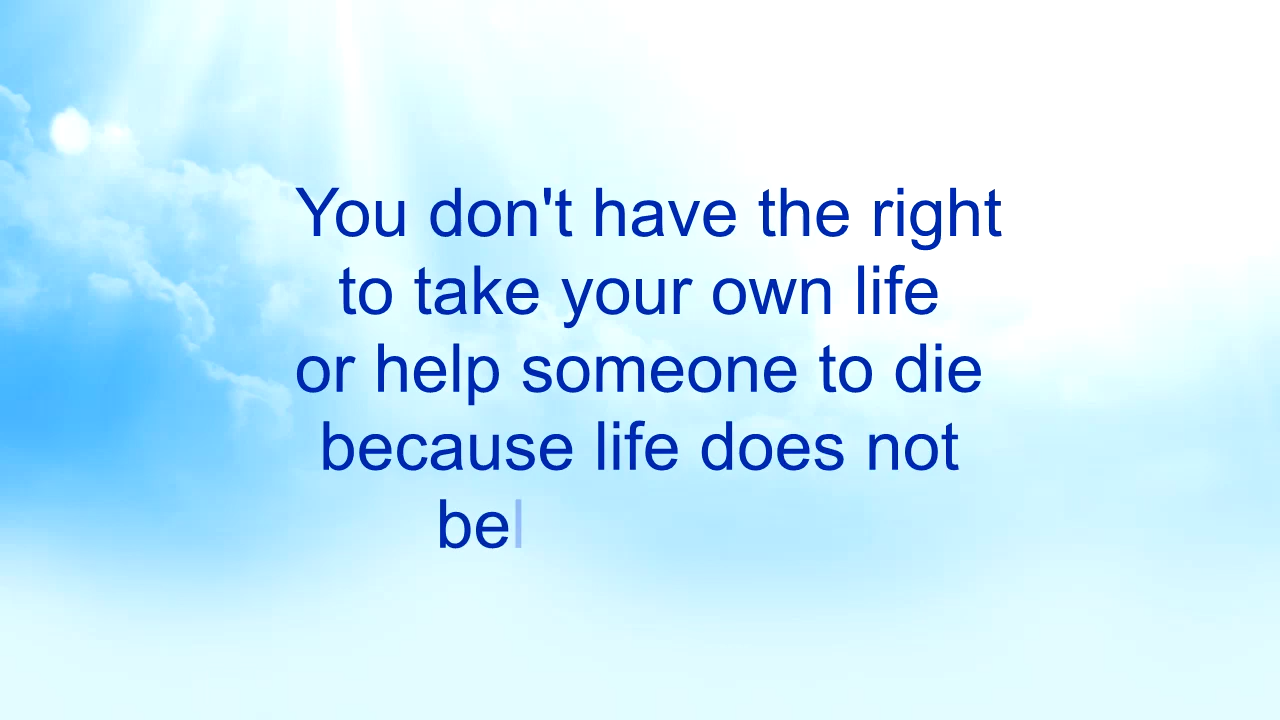 You don't have the right
to take your own life
or help someone to die
because life does not
bel